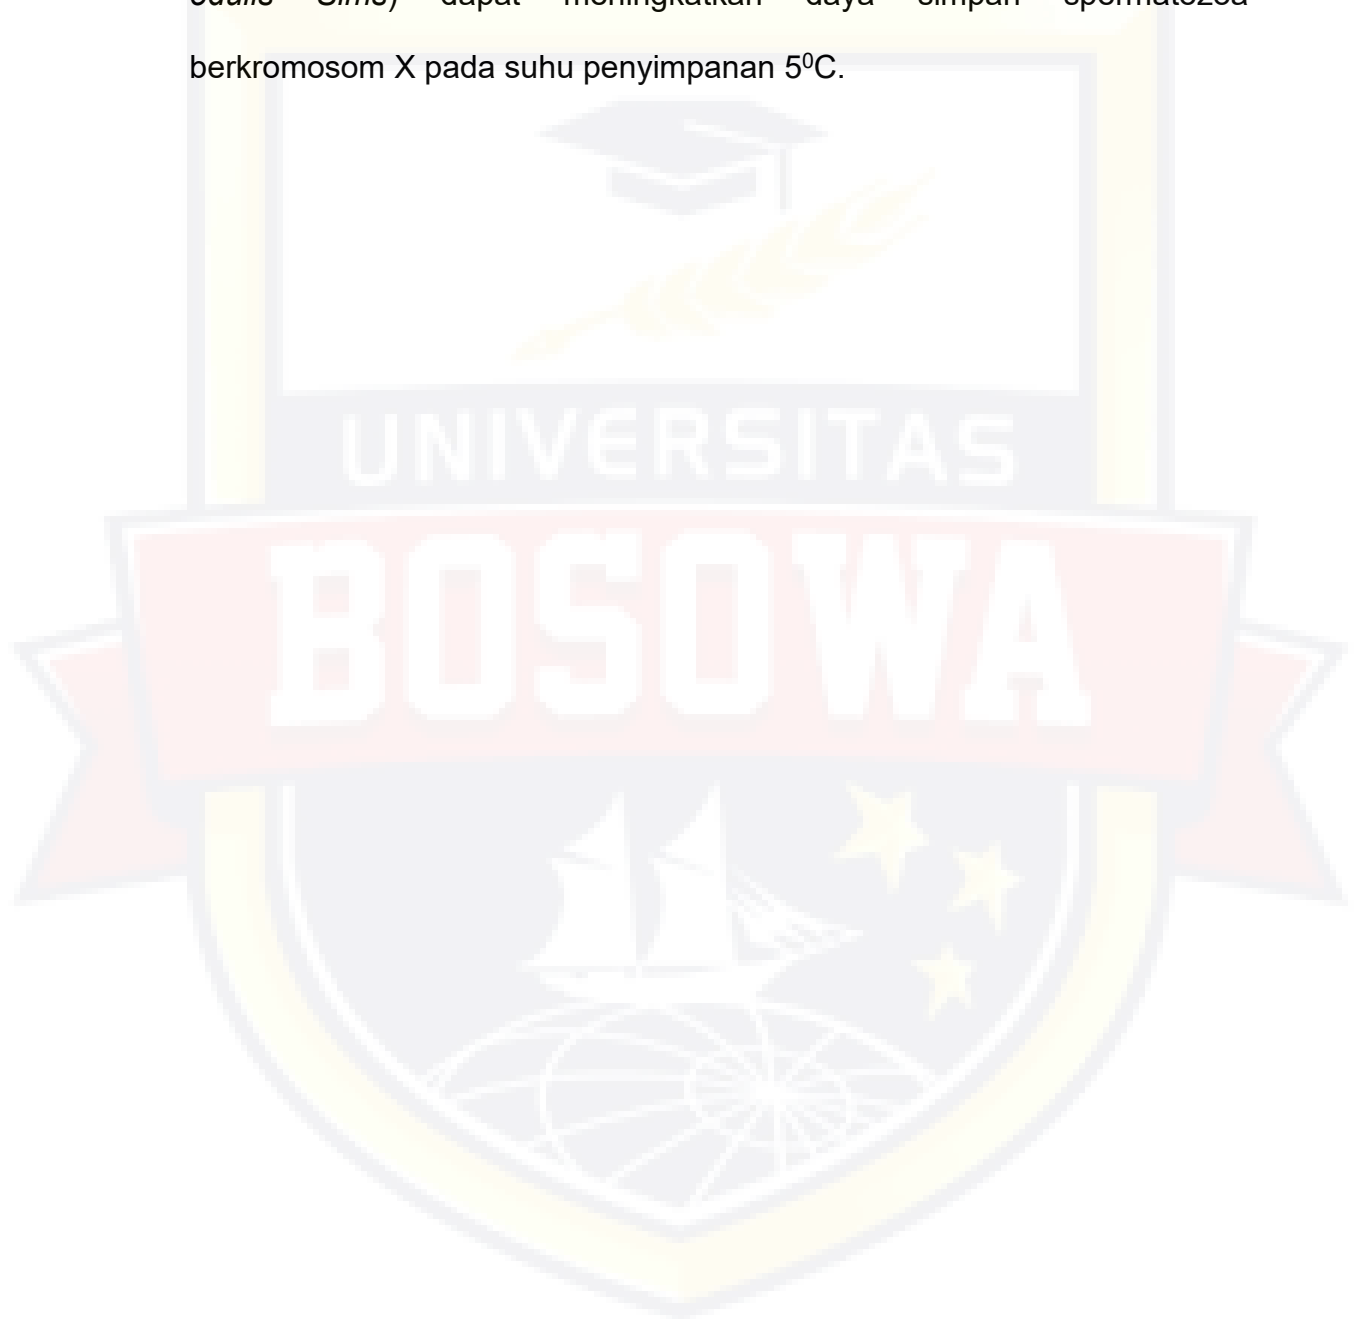 edulis Sims) dapat meningkatkan daya simpan spermatozoa
berkromosom X pada suhu penyimpanan 5⁰C.
UNIVERSITAS
BOSOWA